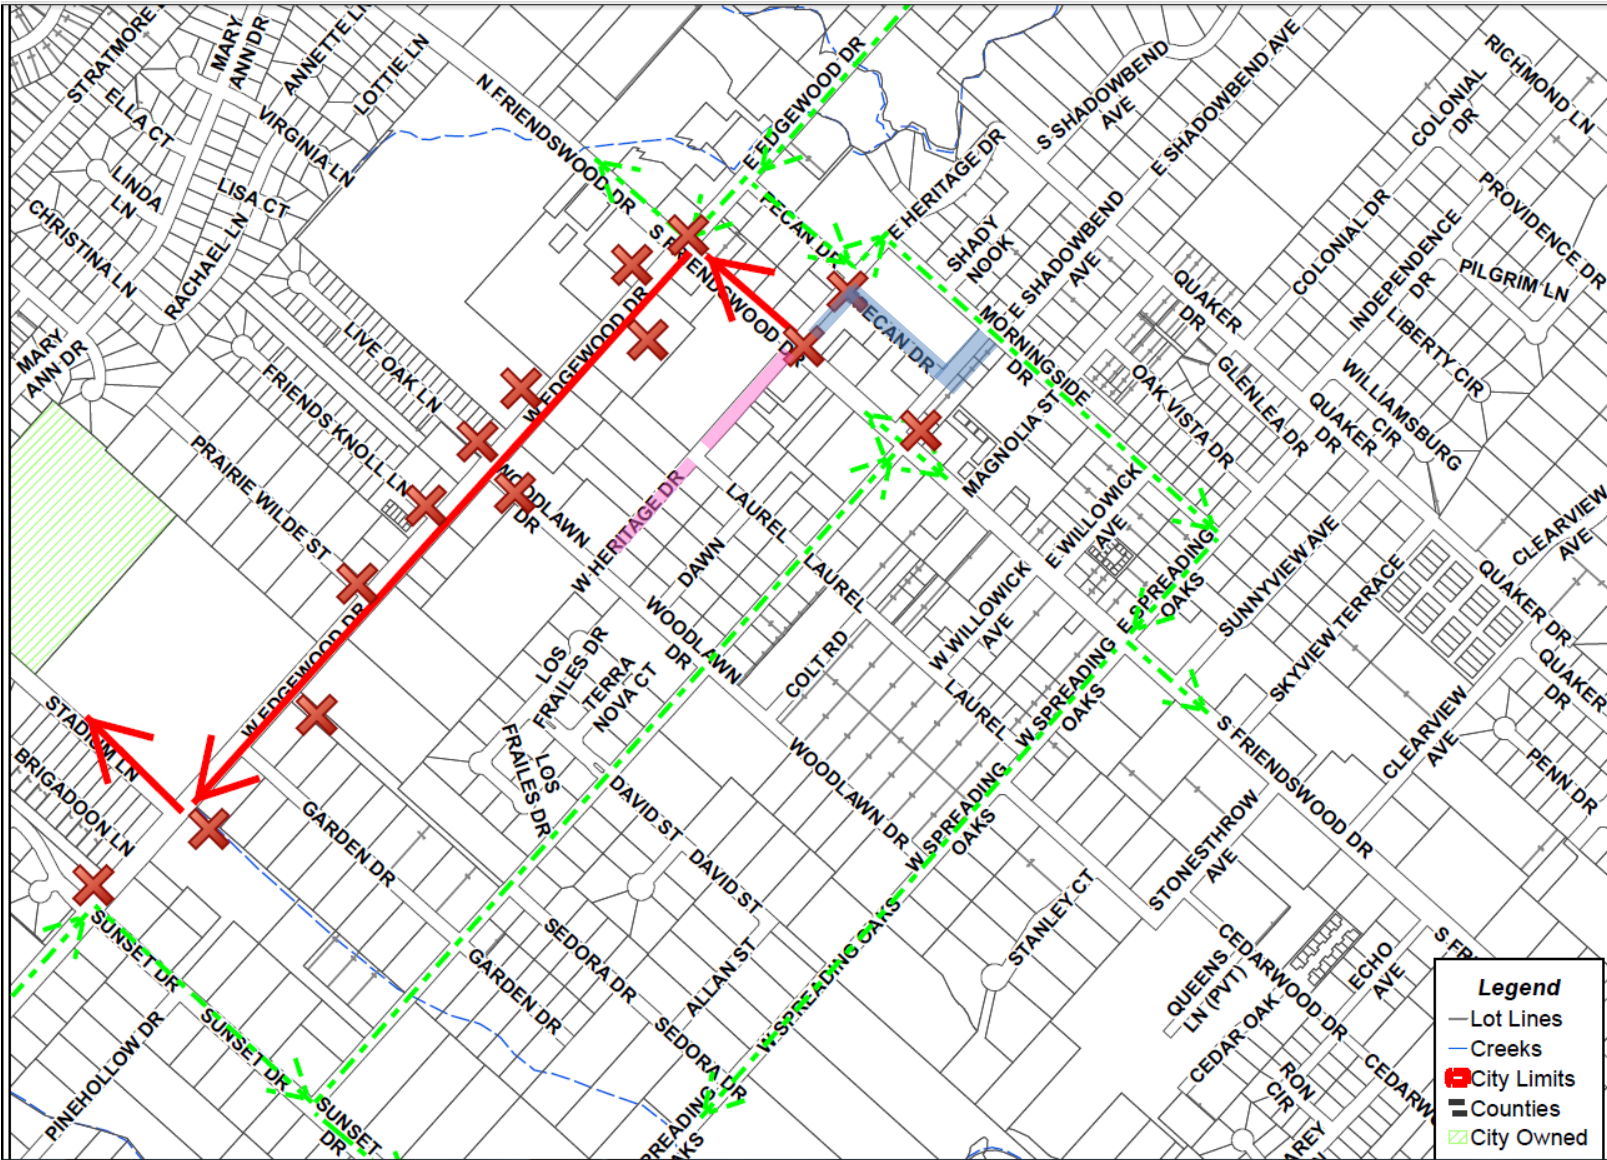 STRATMORE
MARY
ANN DR
ANNETTE LN
LOTTIE LN
ELLA CT
VIRGINIA LN
LINDA
LN
LISA CT
CHRISTINA LN
RACHAEL LN
MARY
ANN DR
N FRIENDSWOOD DR
E EDGEWOOD DR
S SHADOWBEND
AVE
E SHADOWBEND AVE
RICHMOND LN
COLONIAL
DR
PROVIDENCE DR
E HERITAGE DR
PECAN DR
S FRIENDSWOOD DR
SHADY
NOOK
E SHADOWBEND
AVE
COLONIAL DR
INDEPENDENCE
DR
PILGRIM LN
QUAKER
DR
LIBERTY CIR
LIVE OAK LN
W EDGEWOOD DR
PECAN DR
MORNINGSIDE
DR
FRIENDS KNOLL LN
OAK VISTA DR
GLENLEA DR
WILLIAMSBURG
CIR
QUAKER
DR
MAGNOLIA ST
PRAIRIE WILDE ST
WOODLAWN
DR
W HERITAGE DR
LAUREL
DAWN
LAUREL
E WILLOWICK
AVE
CLEARVIEW
AVE
QUAKER DR
E SPREADING
OAKS
SUNNYVIEW AVE
SKYVIEW TERRACE
W EDGEWOOD DR
LOS
FRAILES DR
TERRA
NOVA CT
WOODLAWN
DR
COLT RD
W WILLOWICK
AVE
LAUREL
W SPREADING
OAKS
QUAKER
DR
STADIUM LN
BRIGADOON LN
LOS
FRAILES DR
S FRIENDSWOOD DR
CLEARVIEW
AVE
PENN DR
WOODLAWN DR
W SPREADING
OAKS
GARDEN DR
DAVID ST
DAVID ST
STONESTHROW
AVE
STANLEY CT
SUNSET DR
SEDORA DR
GARDEN DR
ALLAN ST
W SPREADING OAKS
QUEENS
LN (PVT)
CEDARWOOD DR
ECHO
AVE
S FRI
SUNSET DR
PINEHOLLOW DR
SEDORA DR
CEDAR OAK
RON
CIR
CEDARWO
SUNSET
DR
PREADING
AKS
AREY
Legend
Lot Lines
Creeks
City Limits
Counties
City Owned